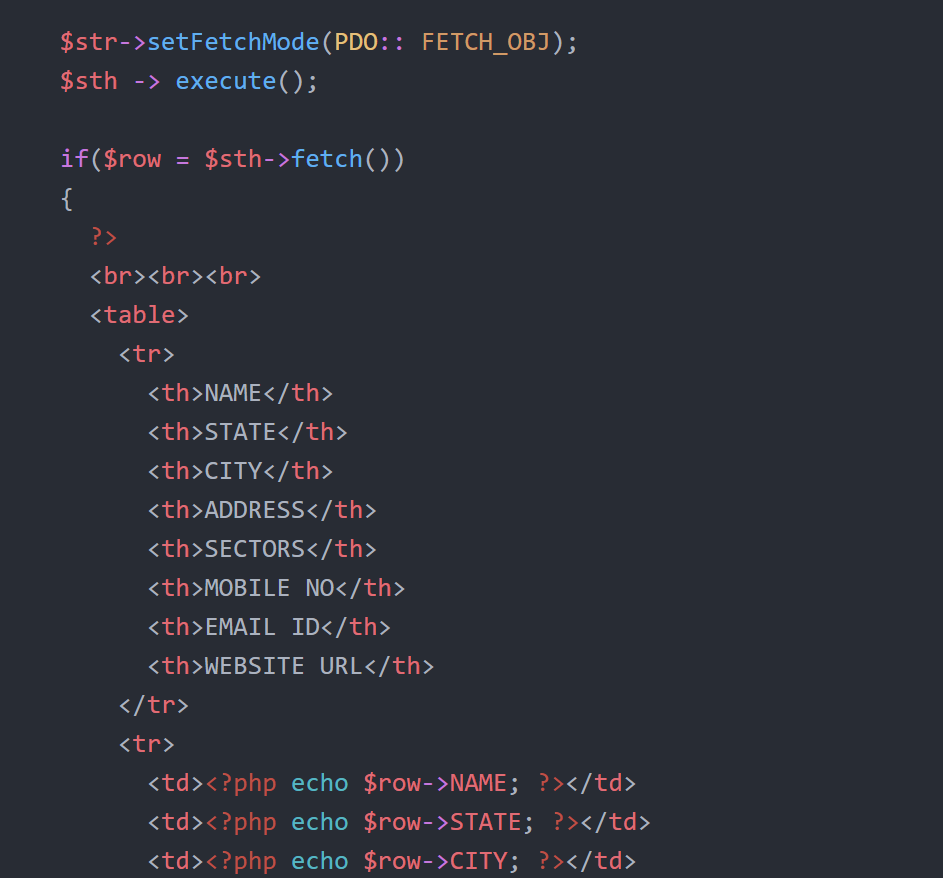 $str->setFetchMode(PDO:: FETCH_OBJ);
$sth -> execute();
if($row = $sth->fetch())
{
?>
<br><br><br>
<table>
<tr>
<th>NAME</th>
<th>STATE</th>
<th>CITY</th>
<th>ADDRESS</th>
<th>SECTORS</th>
<th>MOBILE NO</th>
<th>EMAIL ID</th>
<th>WEBSITE URL</th>
</tr>
<tr>
<td><?php echo $row->NAME; ?></td>
<td><?php echo $row->STATE; ?></td>
<td><?php echo $row->CITY; ?></td>